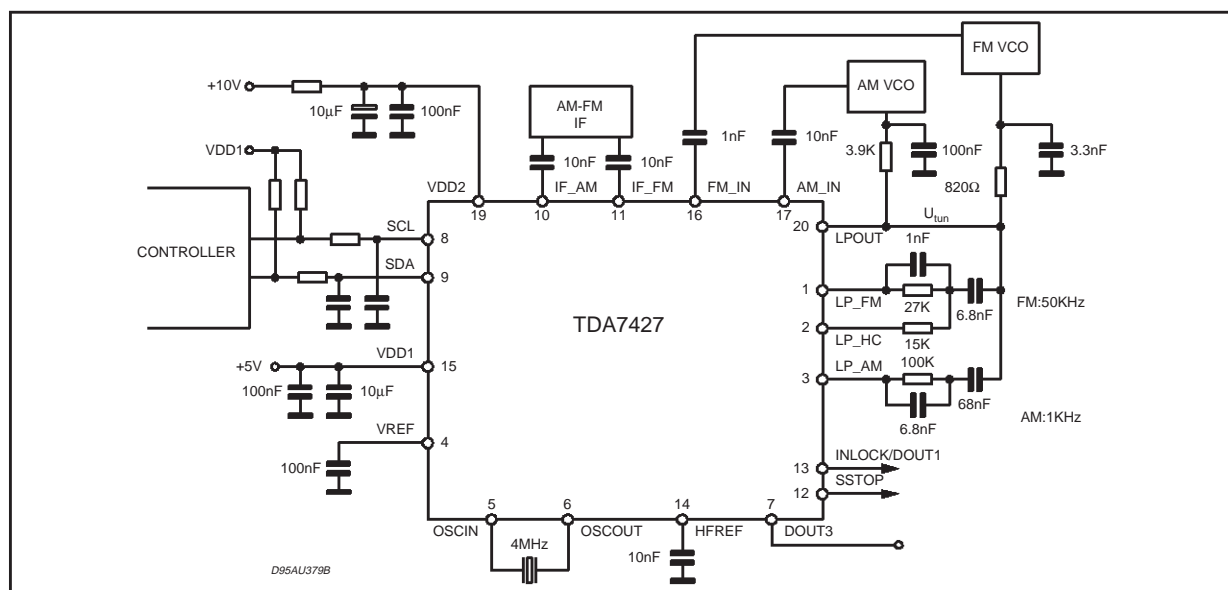 FM VCO
+10V
10µF
100nF
AM-FM
IF
AM VCO
1nF
10nF
3.9K
100nF
3.3nF
VDD1
10nF
10nF
820Ω
VDD2
IF_AM
IF_FM
FM_IN
AM_IN
19
10
11
16
17
20
LPOUT
Utun
CONTROLLER
SCL
8
SDA
9
1nF
1
LP_FM
27K
6.8nF
FM:50KHz
2
LP_HC
15K
TDA7427
+5V
VDD1
15
100nF
10µF
3
LP_AM
100K
68nF
6.8nF
AM:1KHz
VREF
4
100nF
13
INLOCK/DOUT1
12
SSTOP
5
6
14
7
OSCIN
OSCOUT
HFREF
DOUT3
4MHz
10nF
D95AU379B